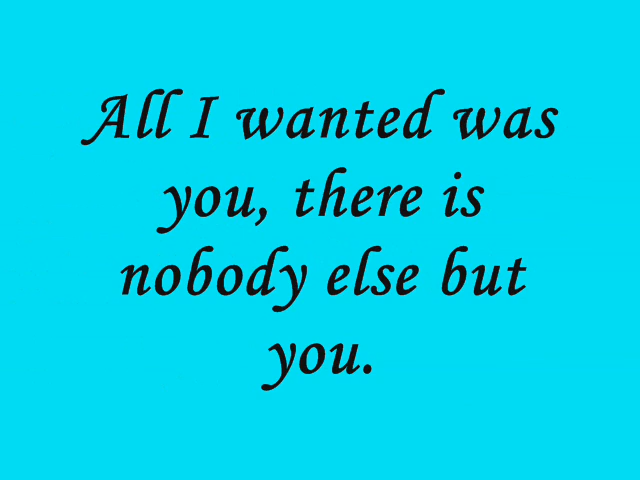 All I wanted was
you, there is
nobody else but
you.